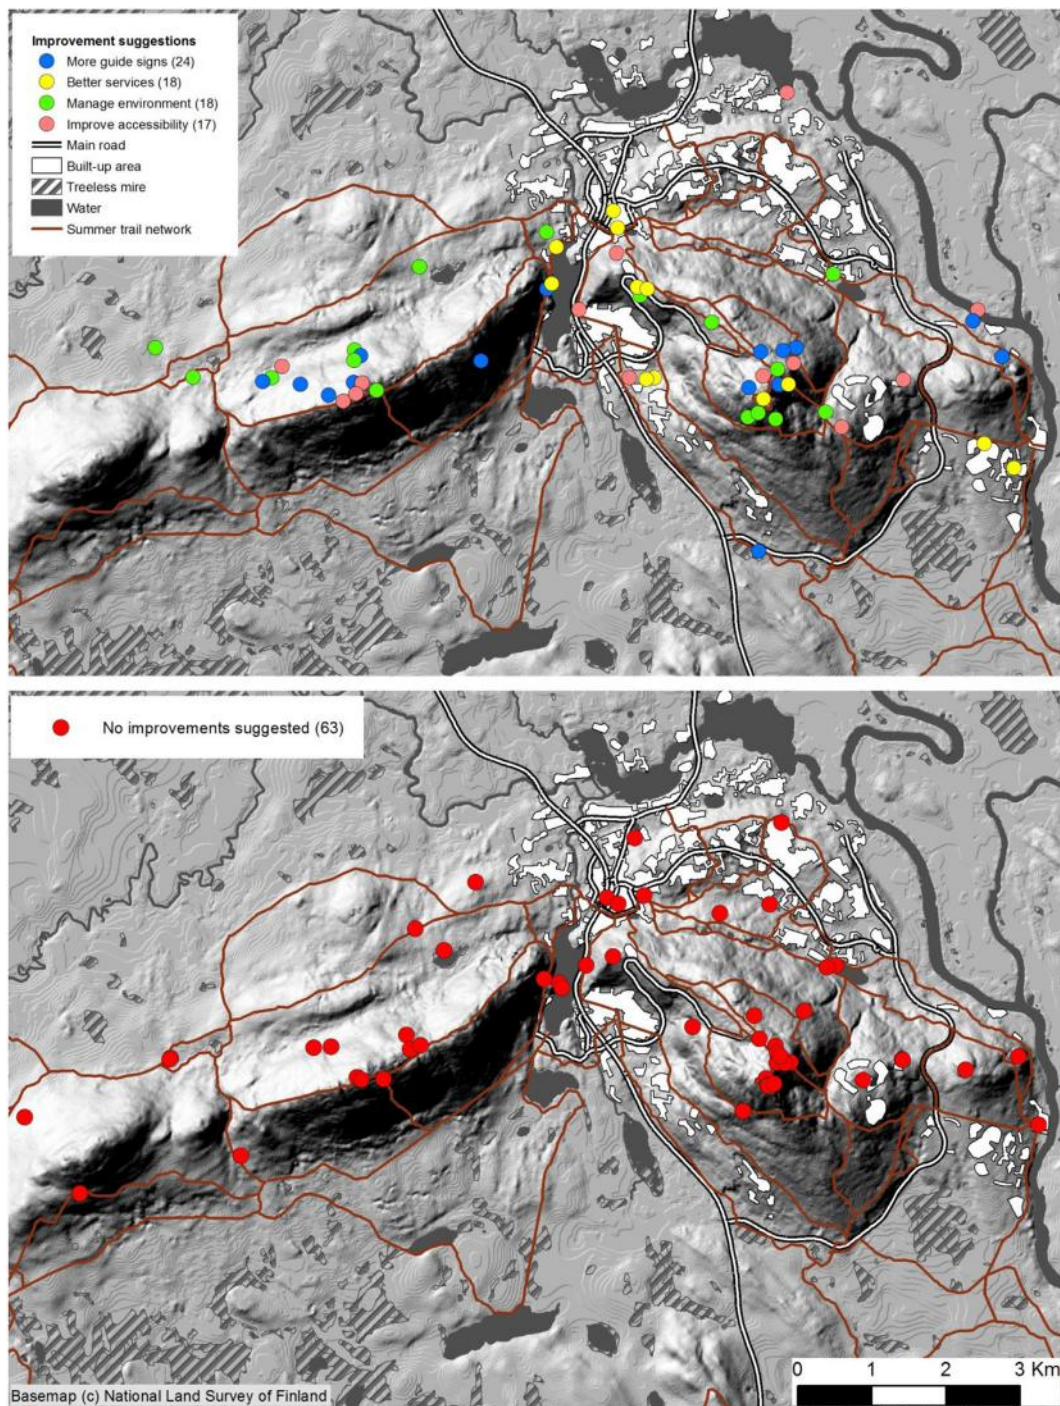 Improvement suggestions
More guide signs (24)
Better services (18)
Manage environment (18)
Improve accessibility (17)
Main road
Built-up area
Treeless mire
Water
Summer trail network
No improvements suggested (63)
0 1 2 3 Km
Basemap (c) National Land Survey of Finland